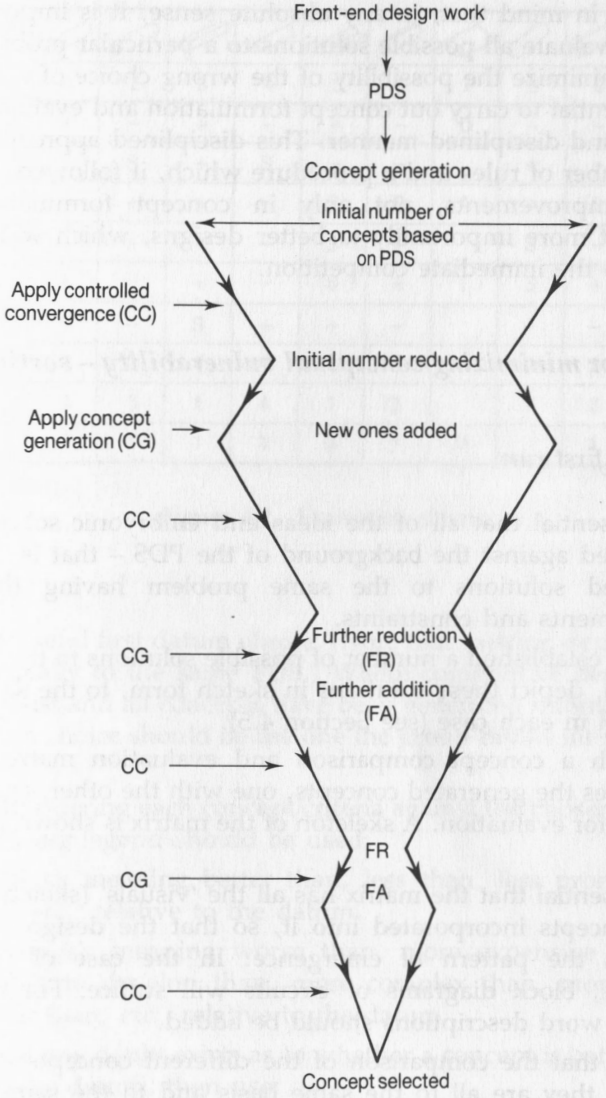 Front-end design work
PDS
Concept generation
Initial number of
concepts based
on PDS
Apply controlled
convergence (CC)
Initial number reduced
Apply concept
generation (CG)
New ones added
CC
Further reduction
(FR)
CG
Further addition
(FA)
CC
FR
CG
FA
CC
Concept selected